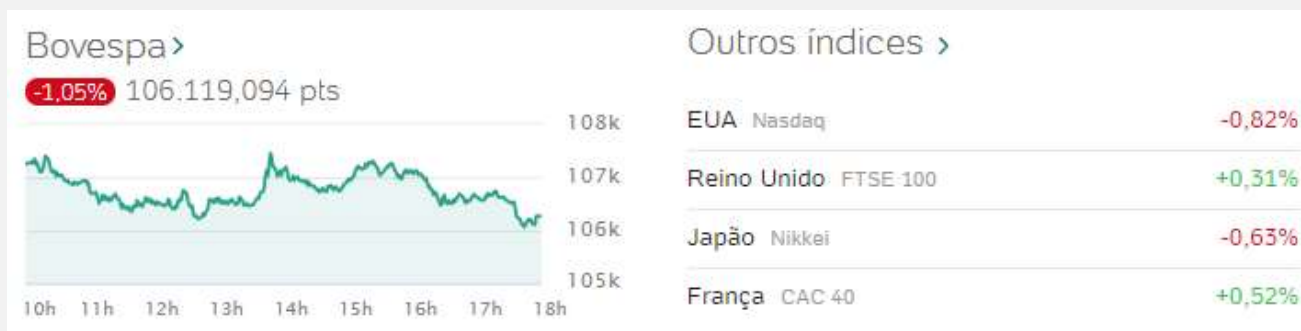 Bovespa >
-1,05% 106.119,094 pts
108k
107k
106k
105k
10h 11h 12h 13h 14h 15h 16h 17h 18h
Outros índices >
EUA Nasdaq -0,82%
Reino Unido FTSE 100 +0,31%
Japão Nikkei -0,63%
França CAC 40 +0,52%